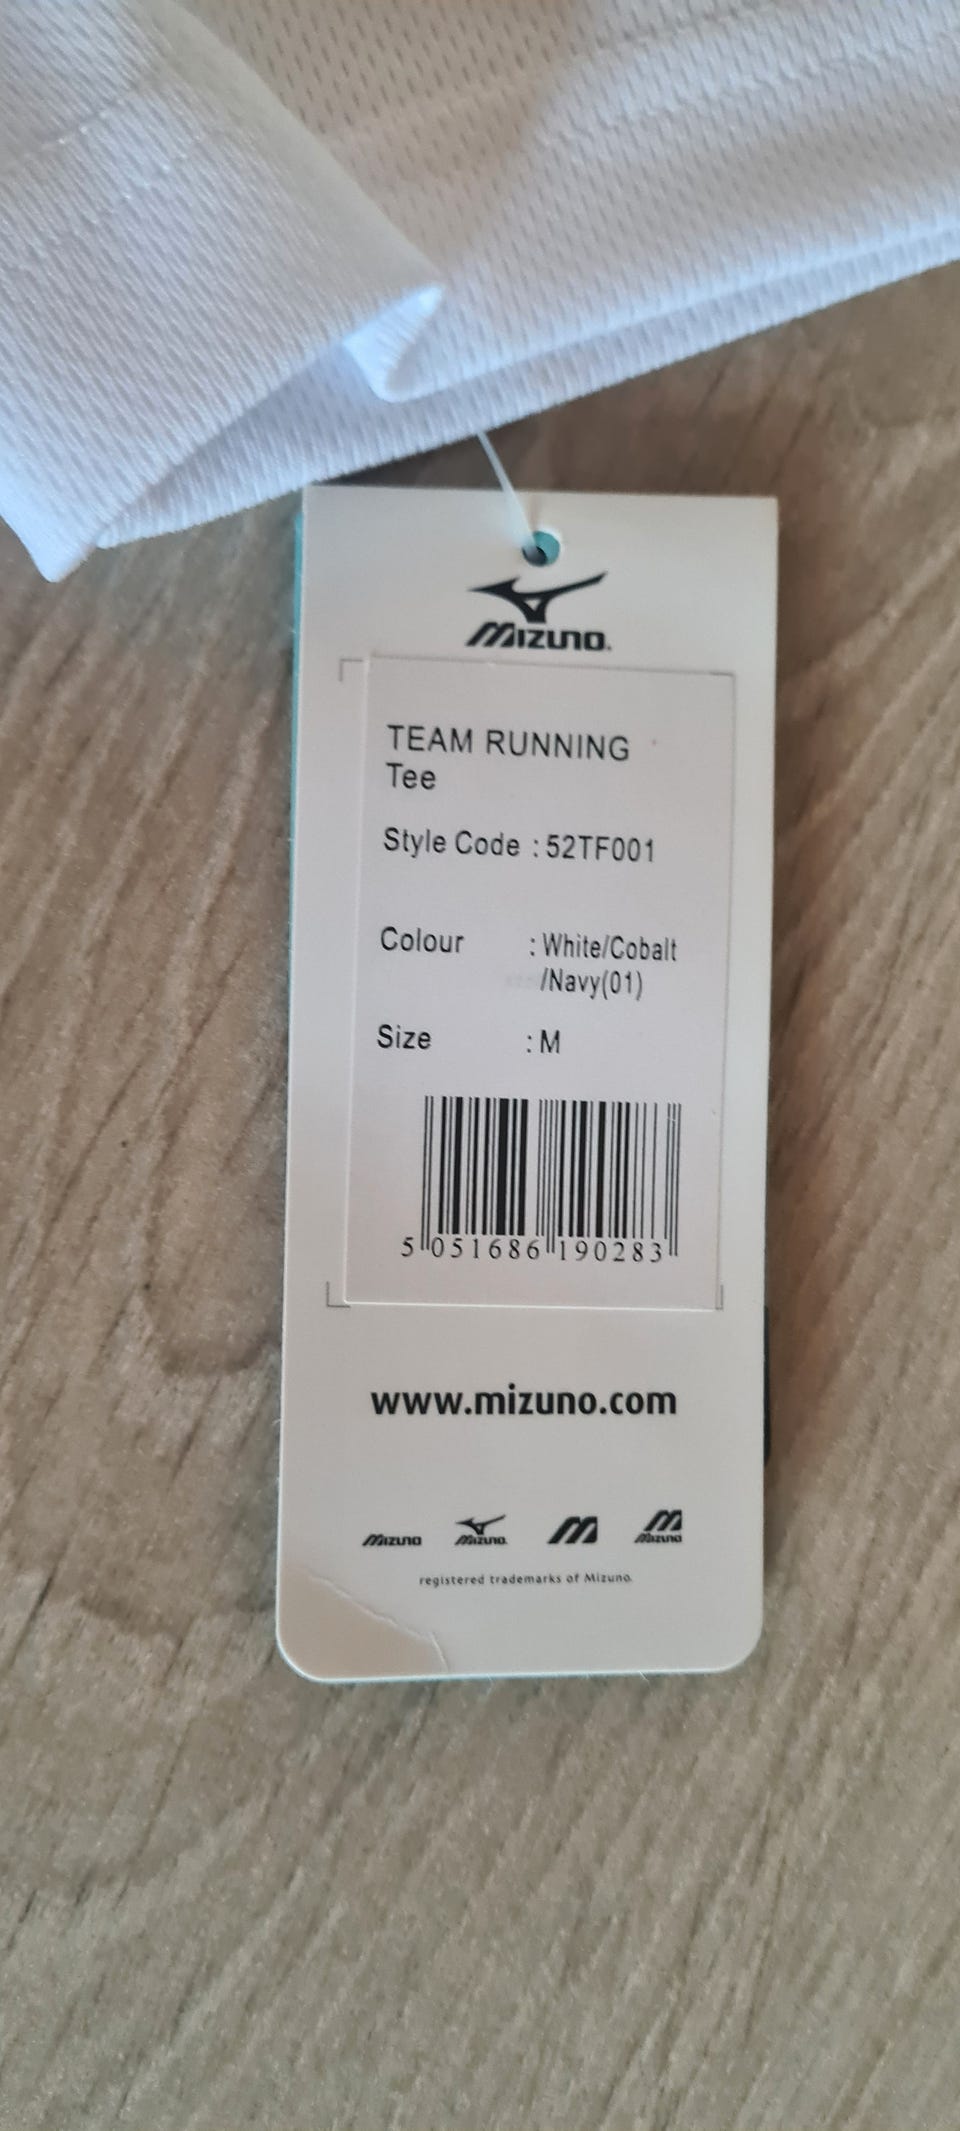 MIZUNO
TEAM RUNNING
Tee
Style Code : 52TF001
Colour : White/Cobalt
/Navy(01)
Size : M
5 051686 190283
www.mizuno.com
MIZUNO MIZUNO MIZUNO
registered trademarks of Mizuno